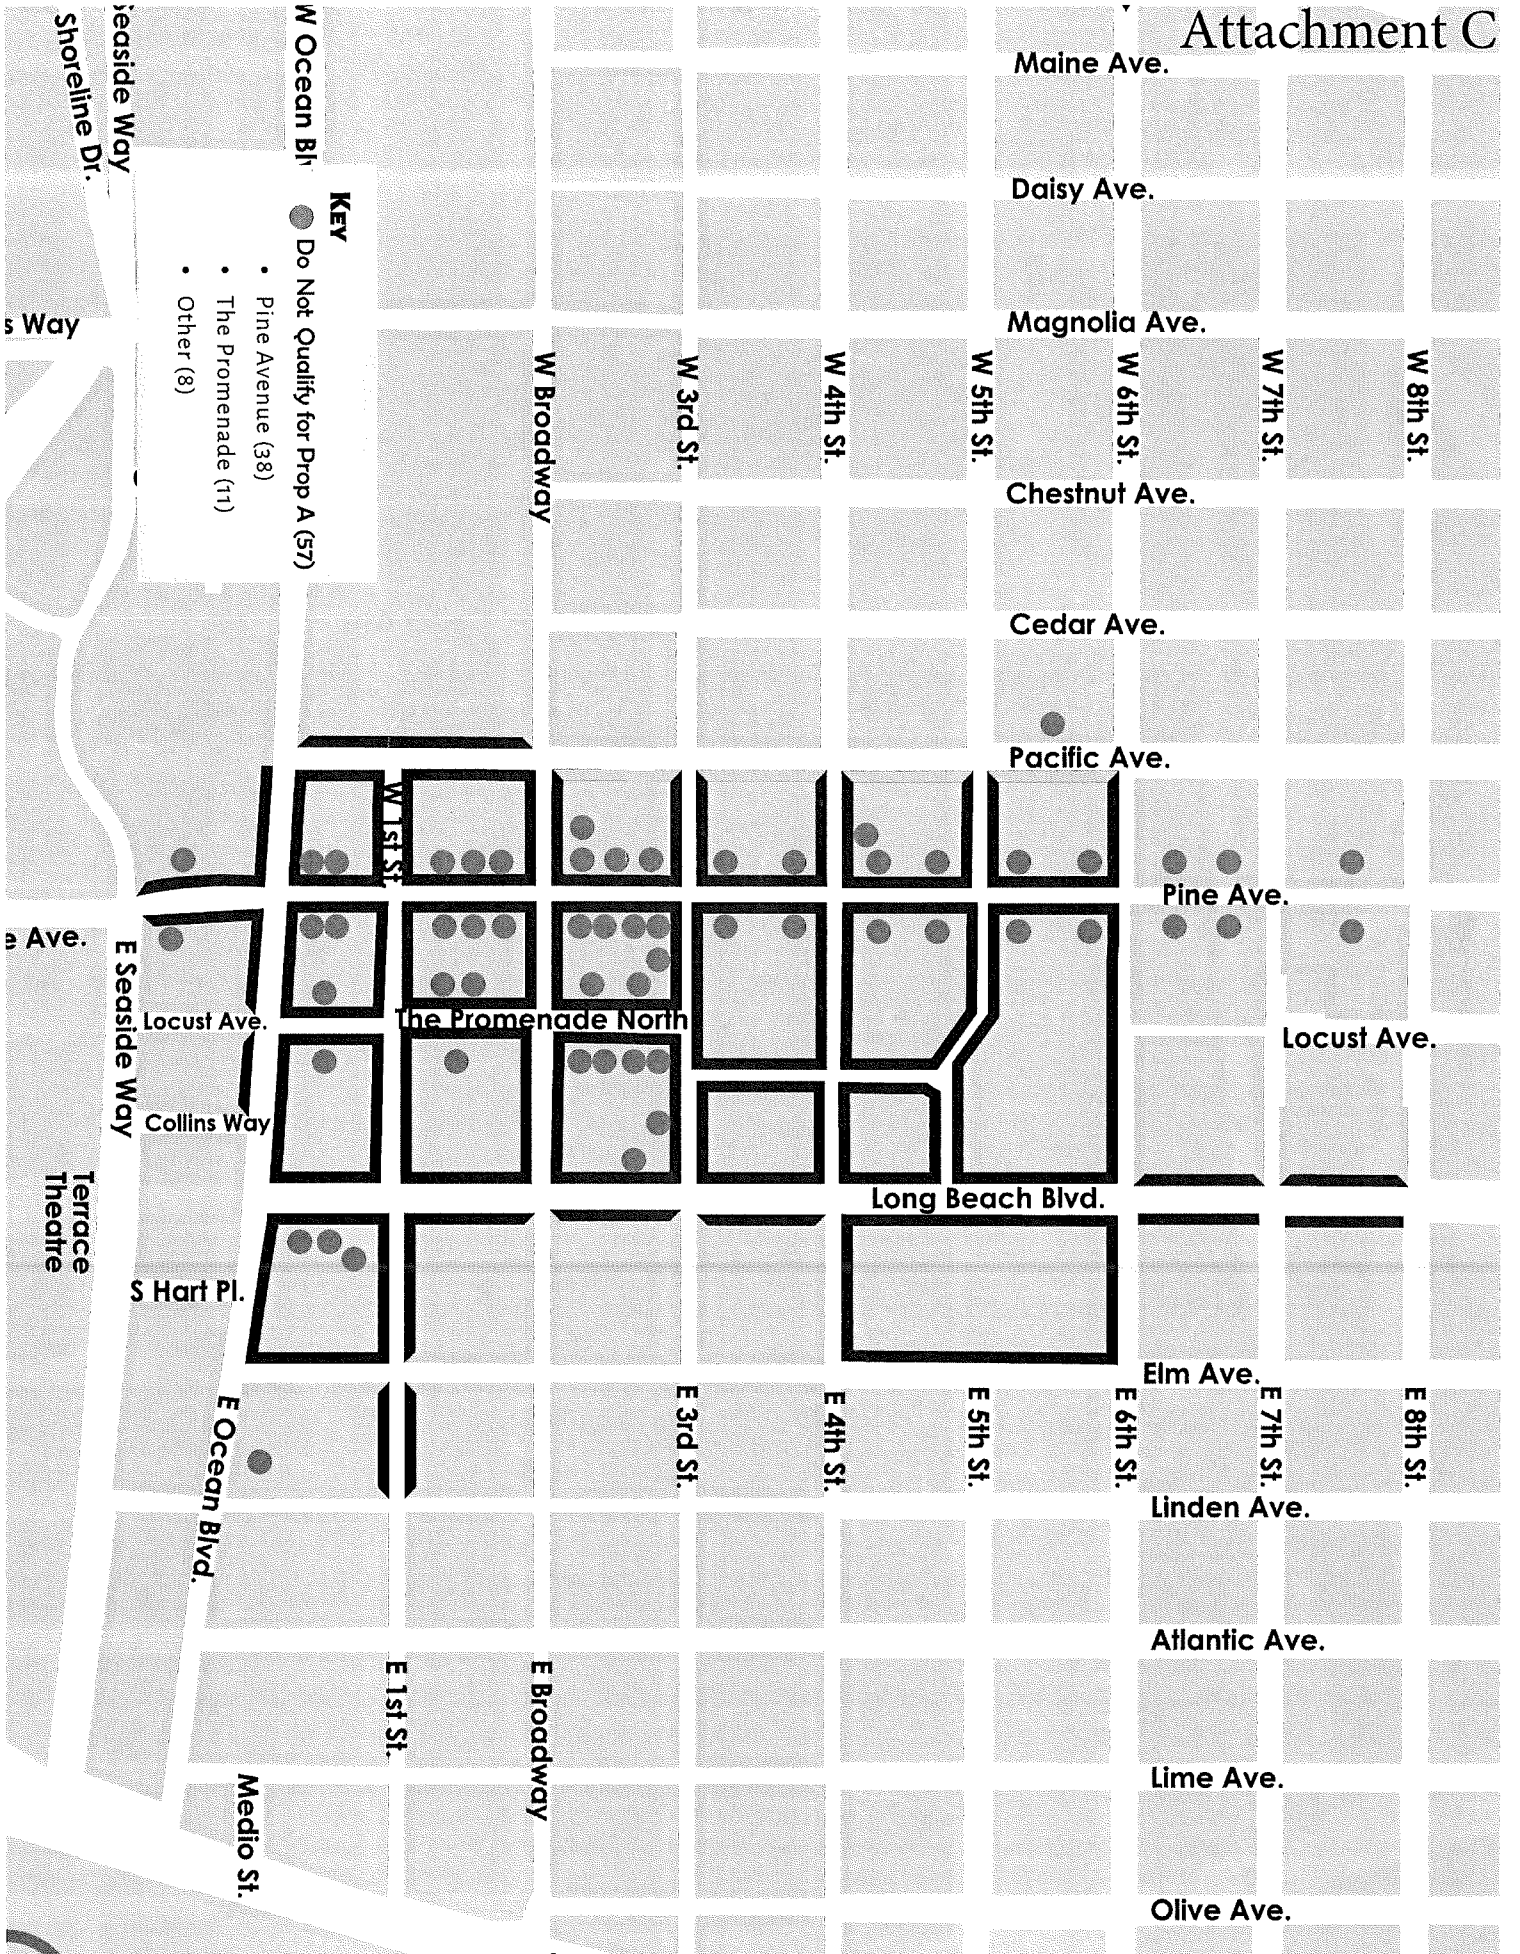 Attachment C
Maine Ave.
Seaside Way
Shoreline Dr.
W Ocean Bl
KEY
Do Not Qualify for Prop A (57)
• Pine Avenue (38)
• The Promenade (11)
• Other (8)
Daisy Ave.
s Way
Magnolia Ave.
W Broadway
W 3rd St.
W 4th St.
W 5th St.
W 6th St.
W 7th St.
W 8th St.
Chestnut Ave.
Cedar Ave.
Pacific Ave.
W 1st St.
Pine Ave.
e Ave.
E Seaside Way
Locust Ave.
The Promenade North
Locust Ave.
Collins Way
Terrace
Theatre
Long Beach Blvd.
S Hart Pl.
Elm Ave.
E Ocean Blvd.
E 3rd St.
E 4th St.
E 5th St.
E 6th St.
E 7th St.
E 8th St.
Linden Ave.
Atlantic Ave.
E 1st St.
E Broadway
Medio St.
Lime Ave.
Olive Ave.